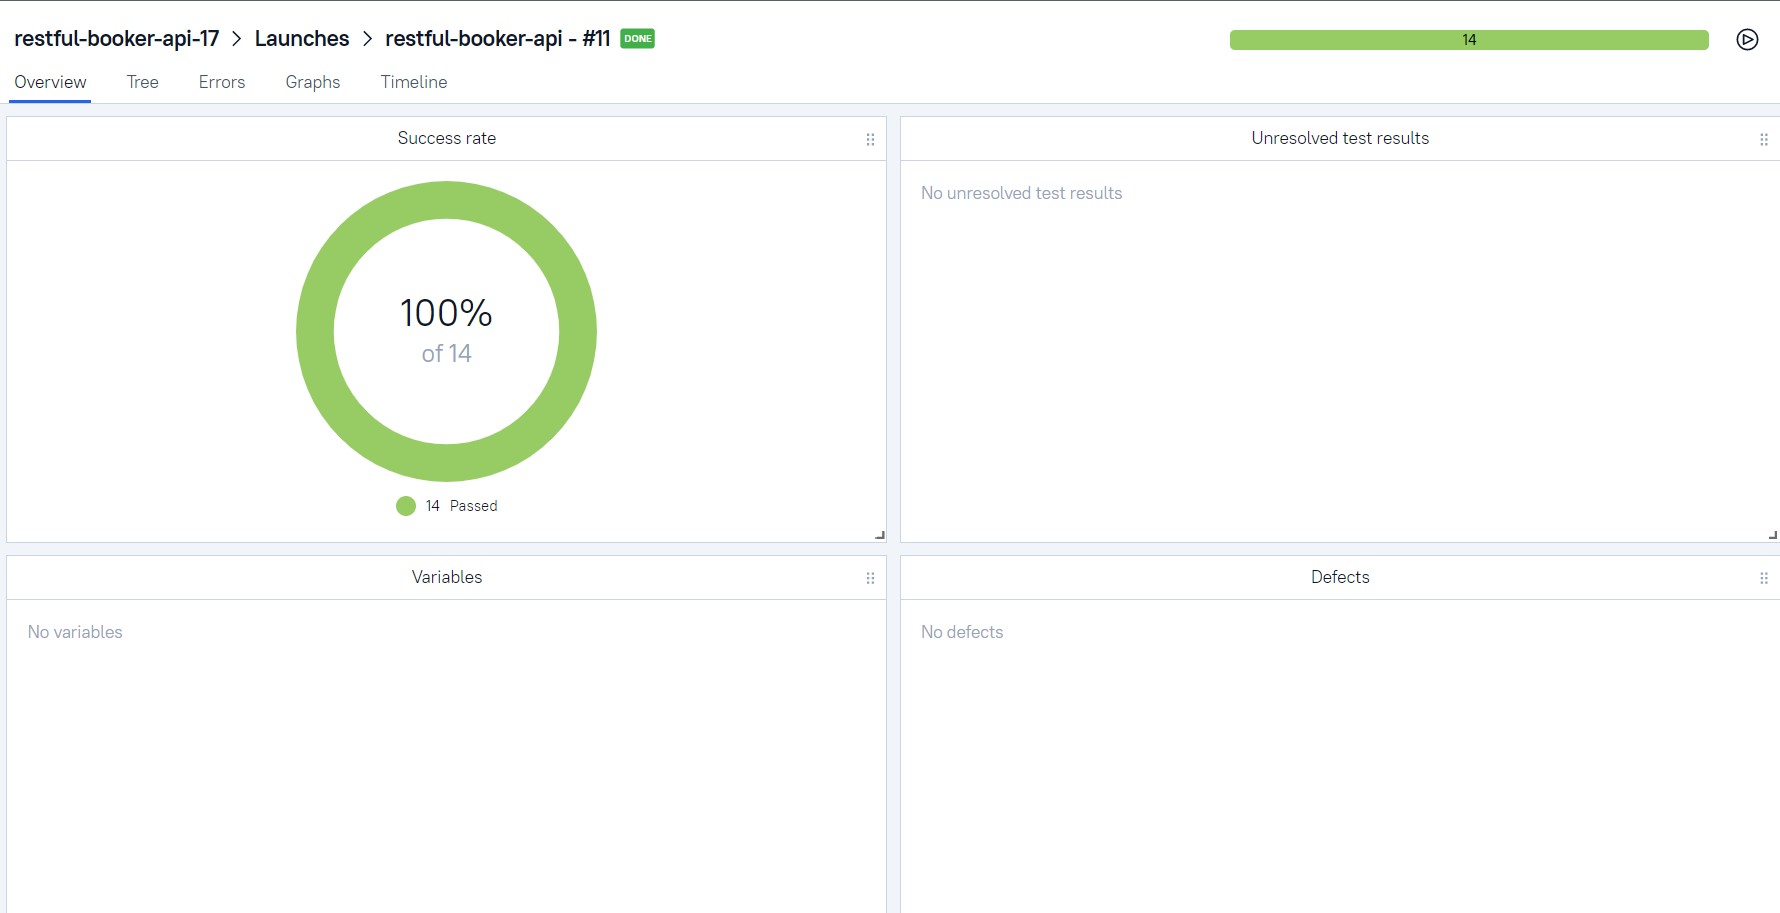 restful-booker-api-17 > Launches > restful-booker-api - #11 DONE
14
Overview Tree Errors Graphs Timeline
Success rate
100%
of 14
14 Passed
Unresolved test results
No unresolved test results
Variables
No variables
Defects
No defects